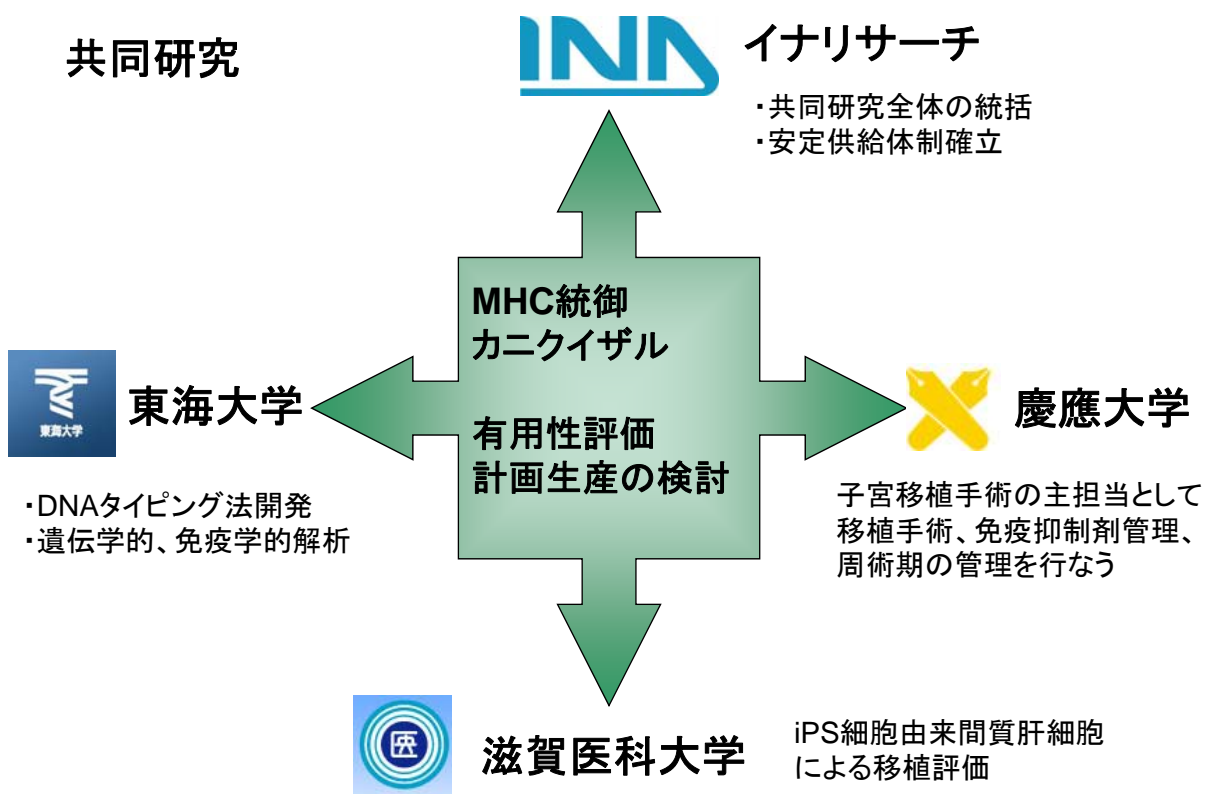 共同研究
INA
イナリサーチ
・共同研究全体の統括
・安定供給体制確立
MHC統御
カニクイザル
有用性評価
計画生産の検討
東海大学
東海大学
・DNAタイピング法開発
・遺伝学的、免疫学的解析
慶應大学
子宮移植手術の主担当として
移植手術、免疫抑制剤管理、
周術期の管理を行なう
医
滋賀医科大学
iPS細胞由来間質肝細胞
による移植評価